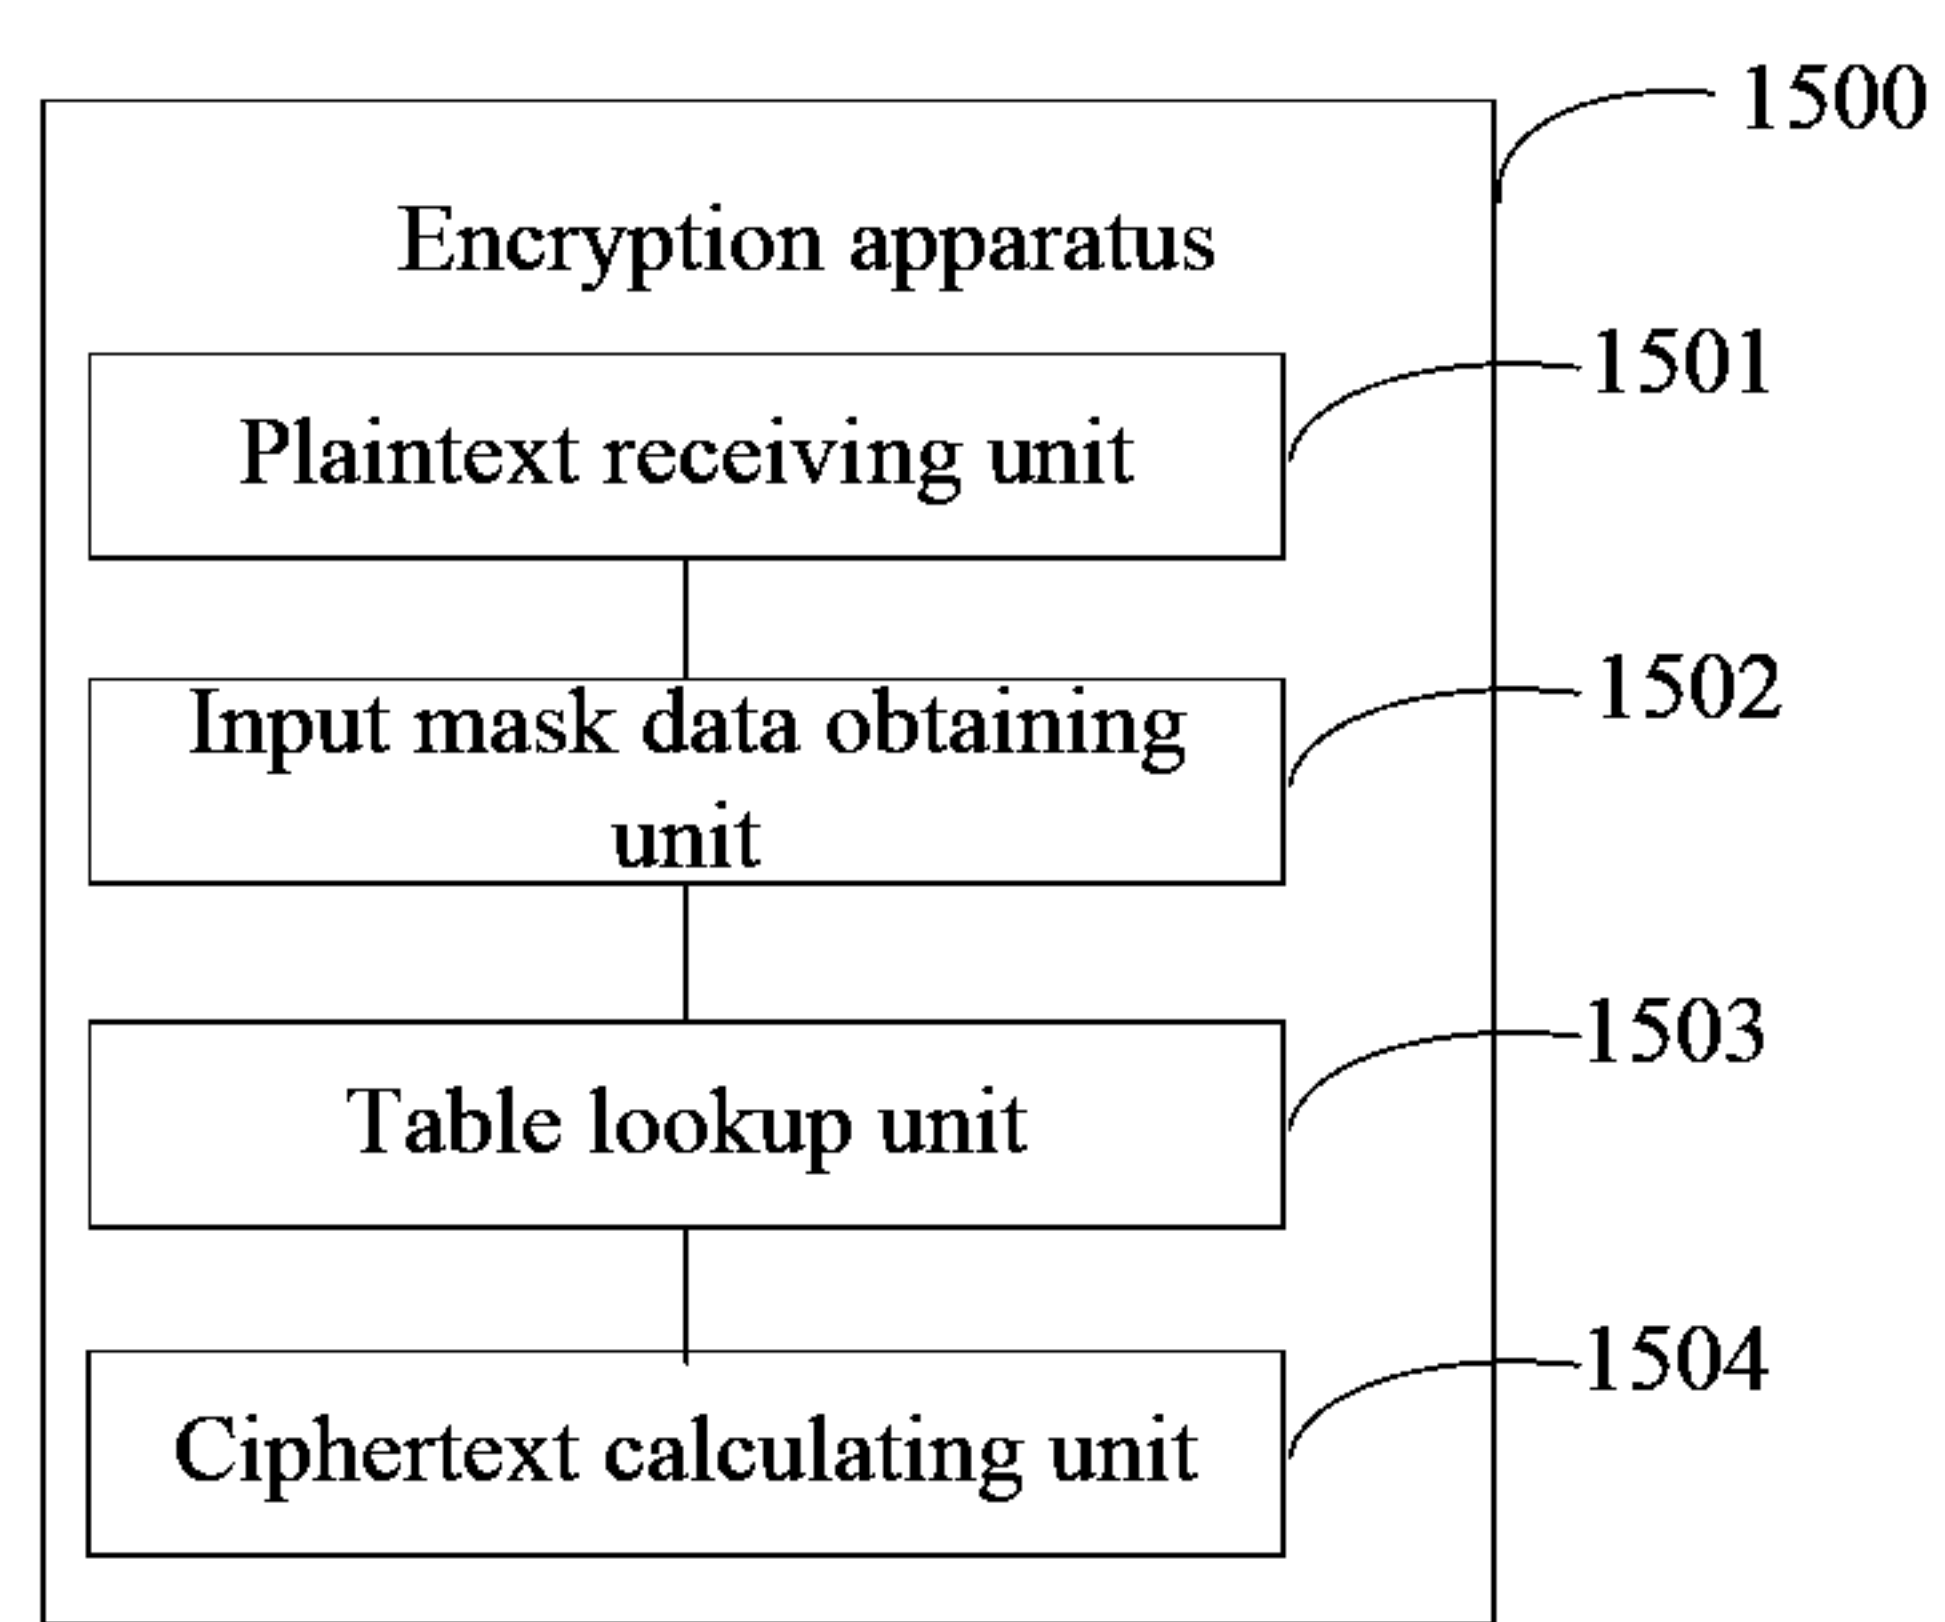 1500
Encryption apparatus
1501
Plaintext receiving unit
1502
Input mask data obtaining
unit
1503
Table lookup unit
1504
Ciphertext calculating unit